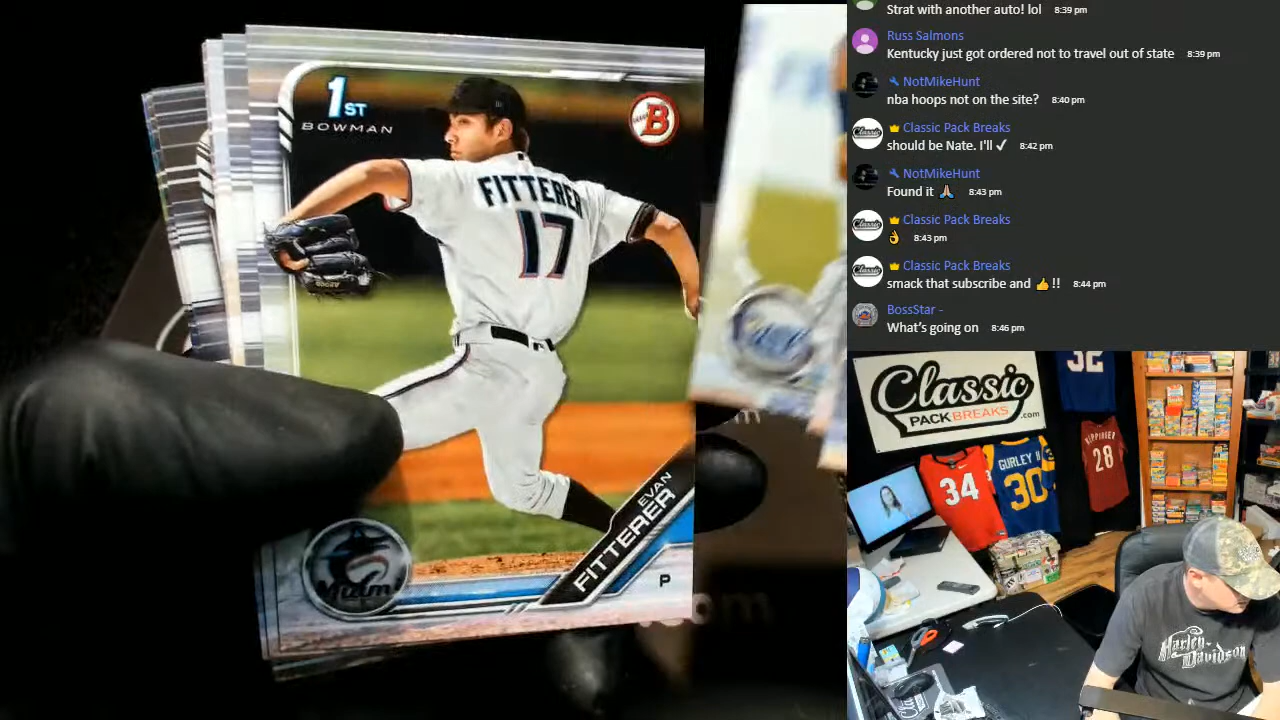 1ST
BOWMAN
B
FITTERER
17
EVAN
FITTERER
P
.com
Strat with another auto! lol 8:39 pm
Russ Salmons
Kentucky just got ordered not to travel out of state 8:39 pm
NotMikeHunt
nba hoops not on the site? 8:40 pm
Classic Pack Breaks
should be Nate. I'll ✓ 8:42 pm
NotMikeHunt
Found it 🙏🏼 8:43 pm
Classic Pack Breaks
👌 8:43 pm
Classic Pack Breaks
smack that subscribe and 👍!! 8:44 pm
BossStar -
What's going on 8:46 pm
32
Classic
PACKBREAKS.com
34
GURLEY II
30
28
Harley-Davidson